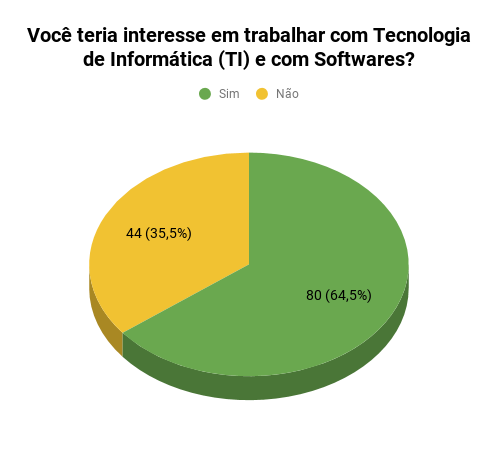 Você teria interesse em trabalhar com Tecnologia
de Informática (TI) e com Softwares?
Sim Não
44 (35,5%)
80 (64,5%)